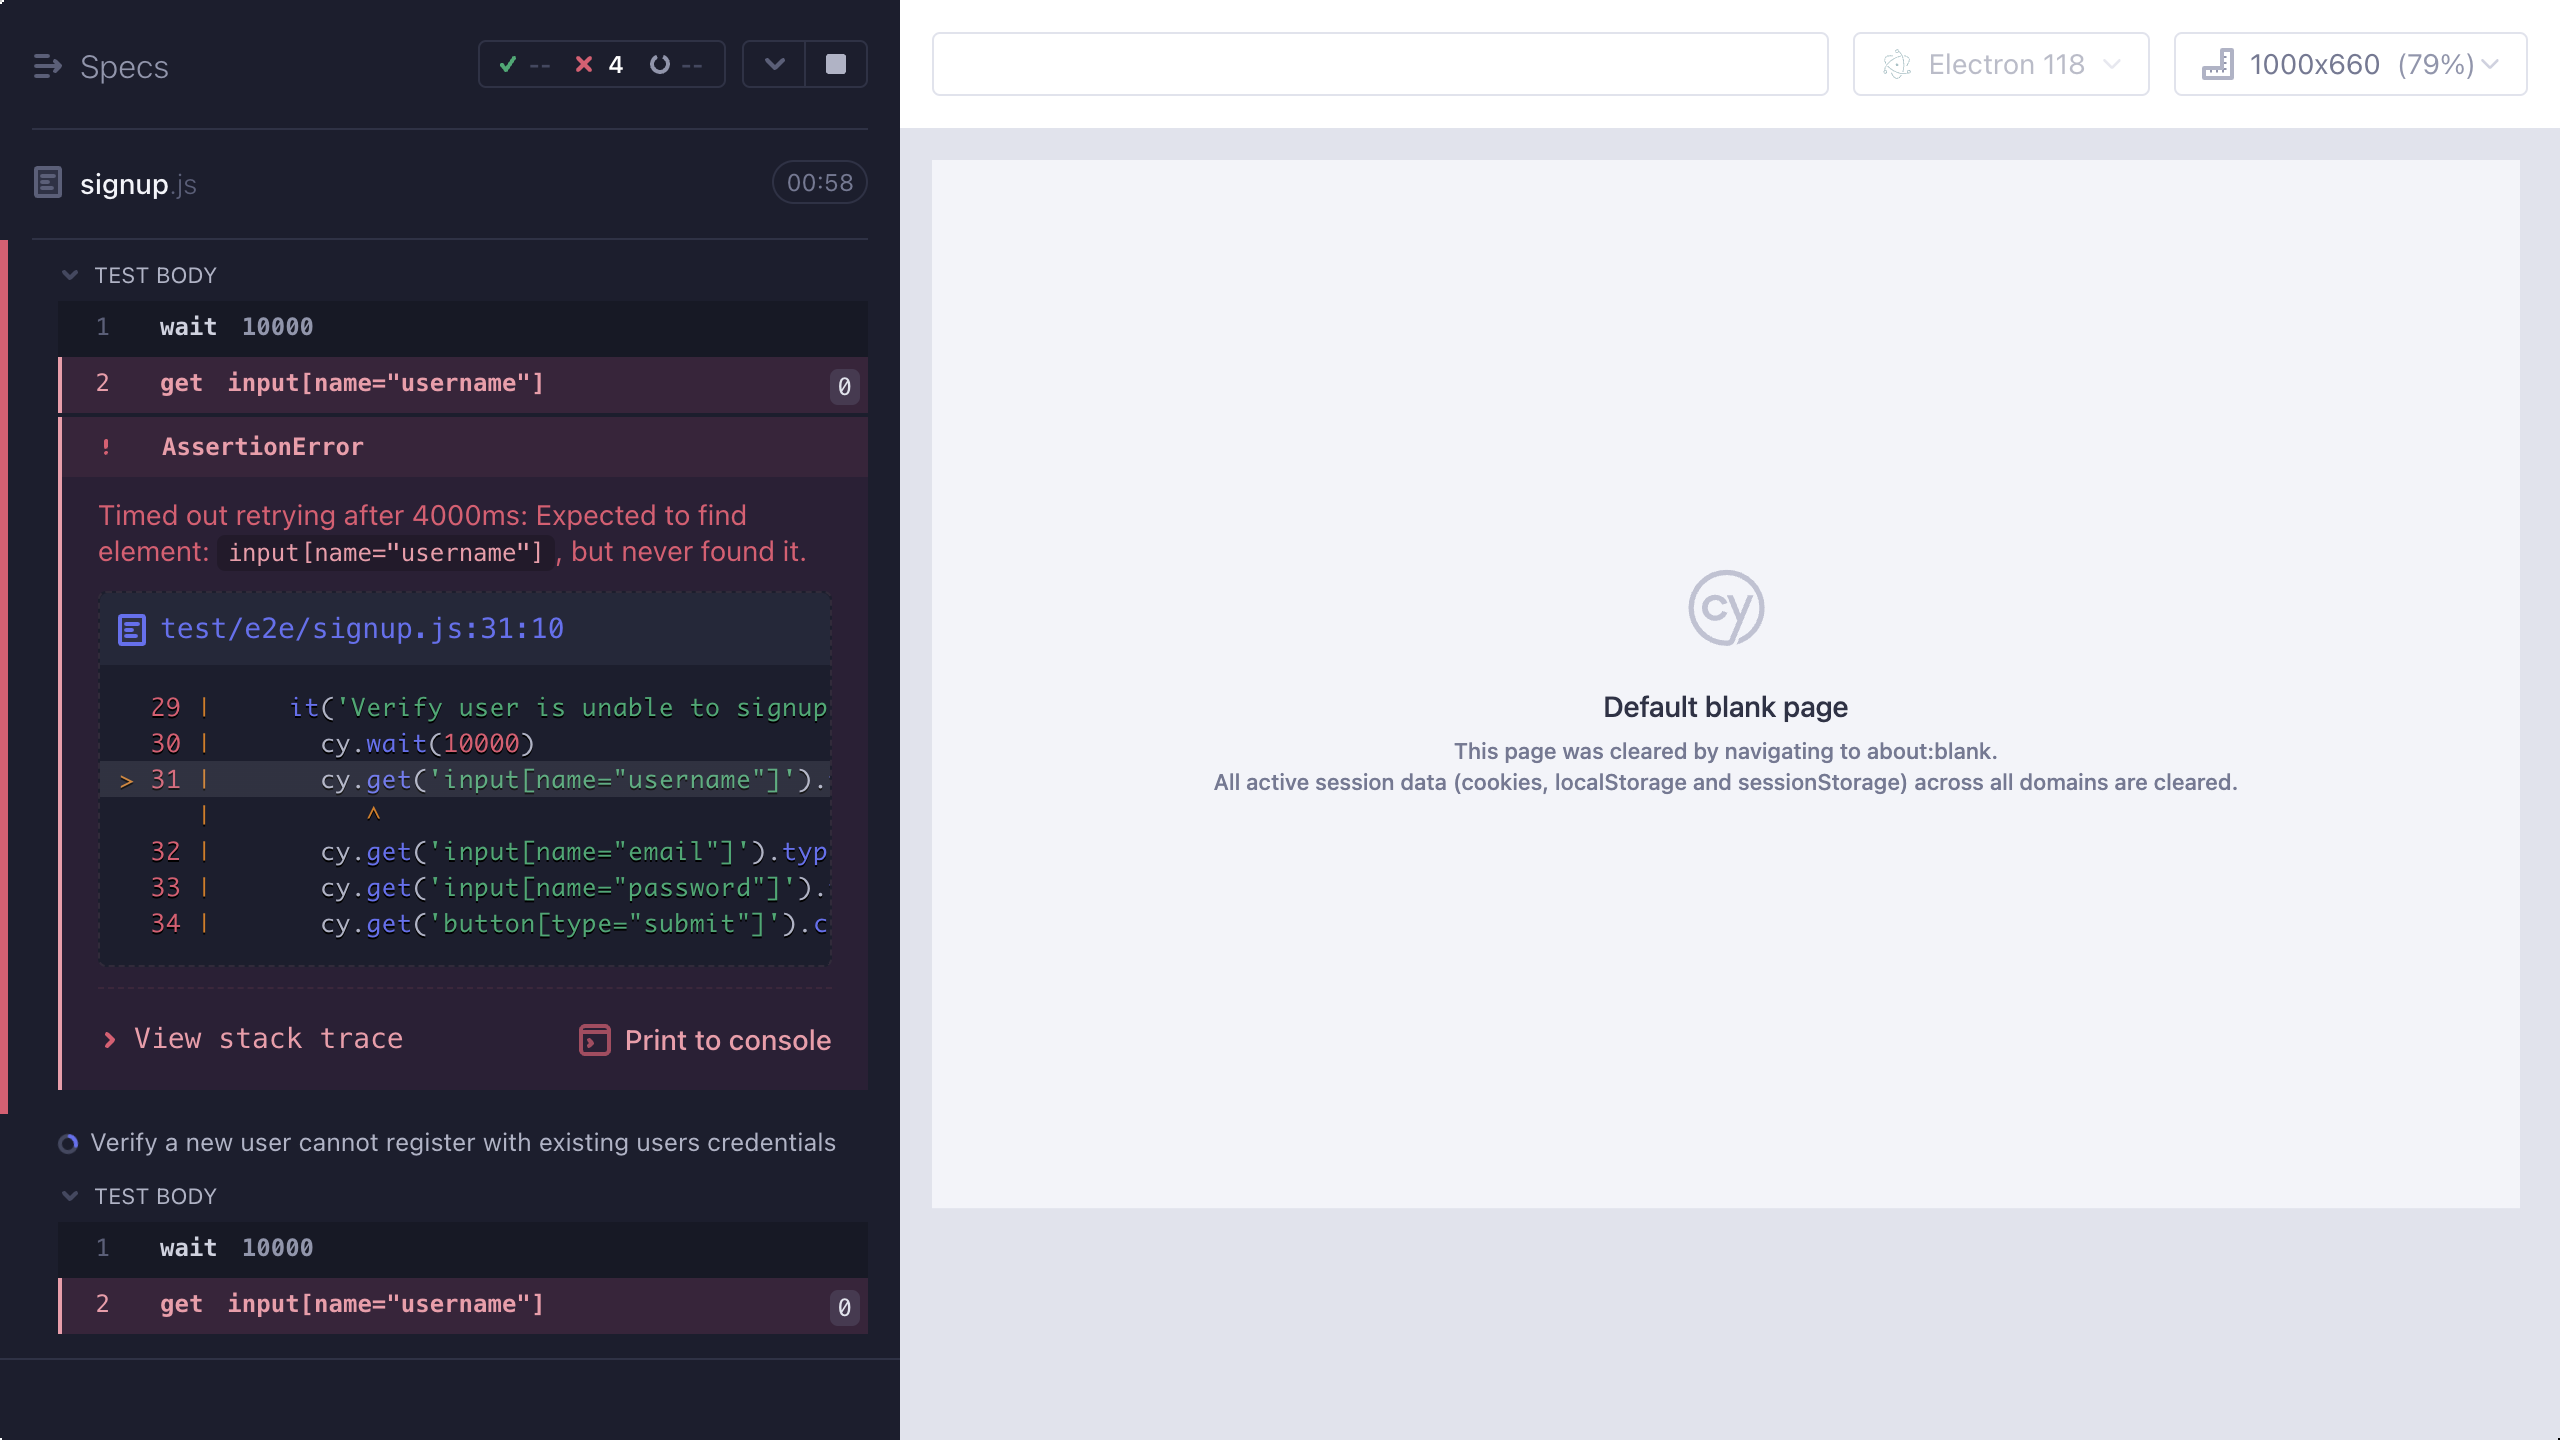 Specs
-- 4 --
signup.js
00:58
TEST BODY
1 wait 10000
2 get input[name="username"] 0
! AssertionError
Timed out retrying after 4000ms: Expected to find
element: input[name="username"] , but never found it.
test/e2e/signup.js:31:10
29 | it('Verify user is unable to signup
30 | cy.wait(10000)
> 31 | cy.get('input[name="username"]').
| ^
32 | cy.get('input[name="email"]').typ
33 | cy.get('input[name="password"]').
34 | cy.get('button[type="submit"]').c
View stack trace
Print to console
Verify a new user cannot register with existing users credentials
TEST BODY
1 wait 10000
2 get input[name="username"] 0
Electron 118
1000x660 (79%)
cy
Default blank page
This page was cleared by navigating to about:blank.
All active session data (cookies, localStorage and sessionStorage) across all domains are cleared.